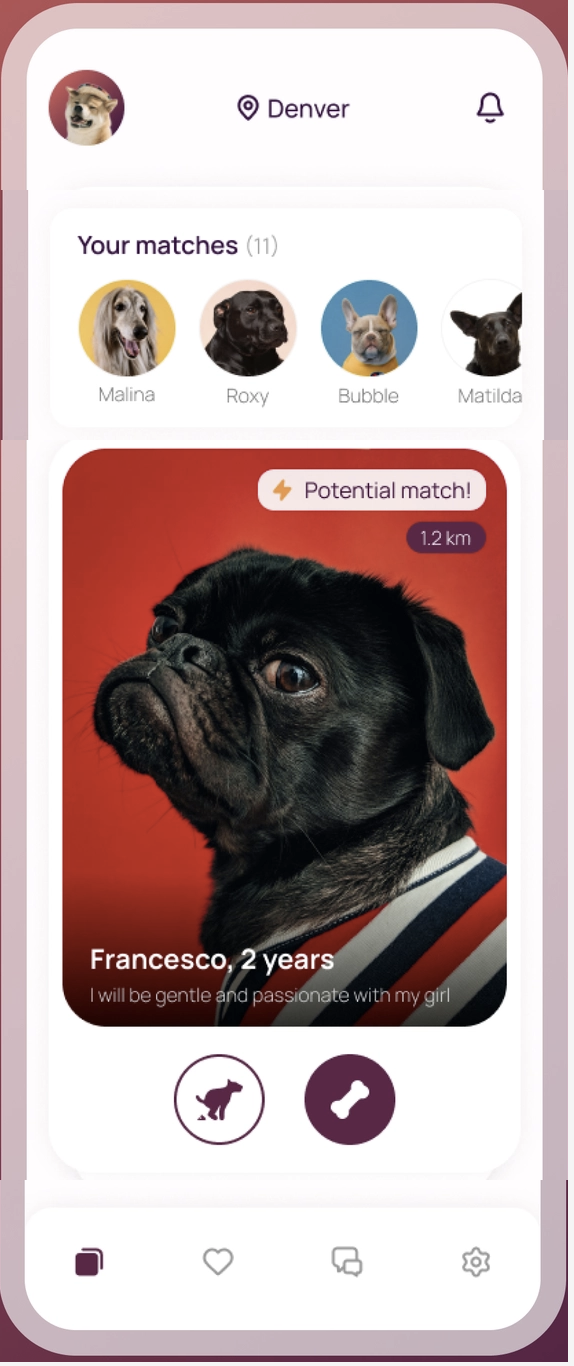 Denver
Your matches (11)
Malina
Roxy
Bubble
Matilda
Potential match!
1.2 km
Francesco, 2 years
I will be gentle and passionate with my girl